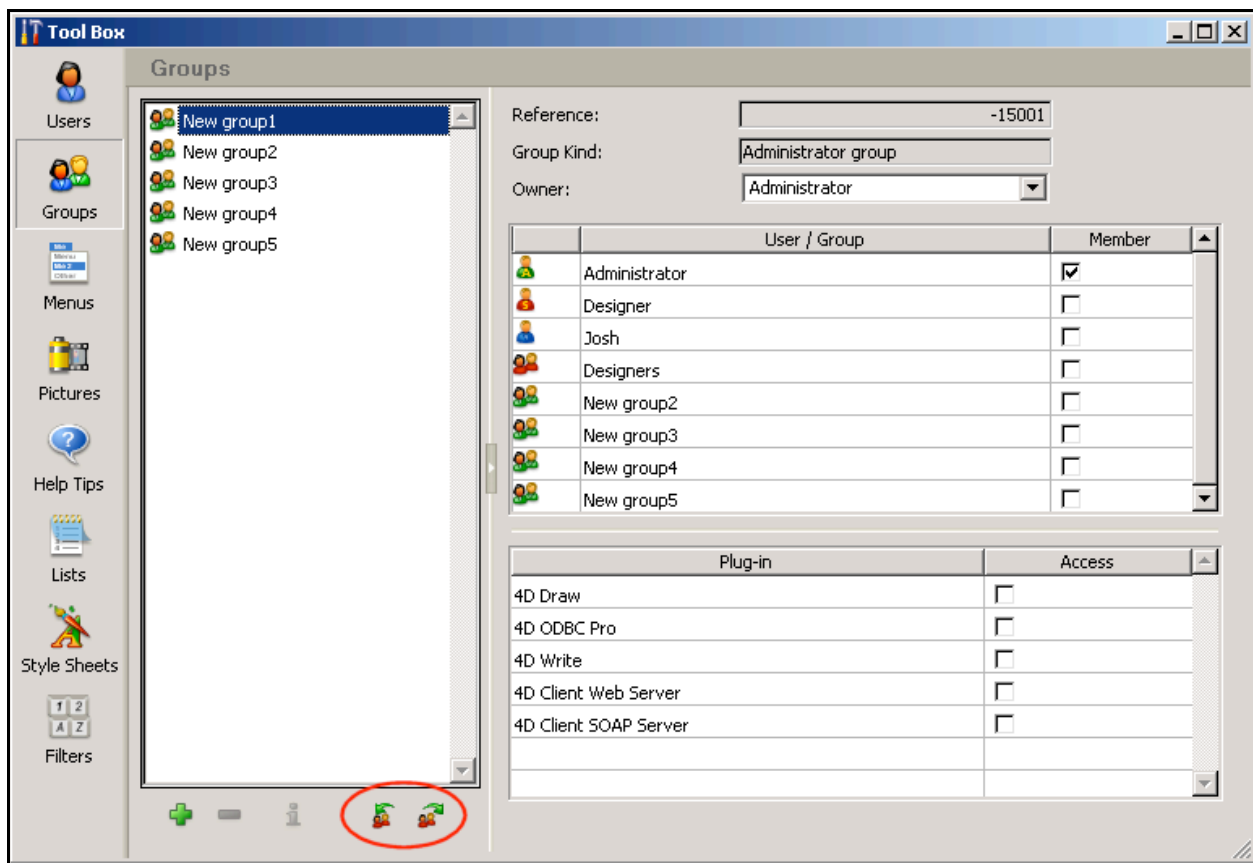 Tool Box
Groups
Users
Groups
Menus
Pictures
Help Tips
Lists
Style Sheets
1 2
A Z
Filters
New group1
New group2
New group3
New group4
New group5
Reference: -15001
Group Kind: Administrator group
Owner: Administrator
User / Group Member
Administrator
Designer
Josh
Designers
New group2
New group3
New group4
New group5
Plug-in Access
4D Draw
4D ODBC Pro
4D Write
4D Client Web Server
4D Client SOAP Server